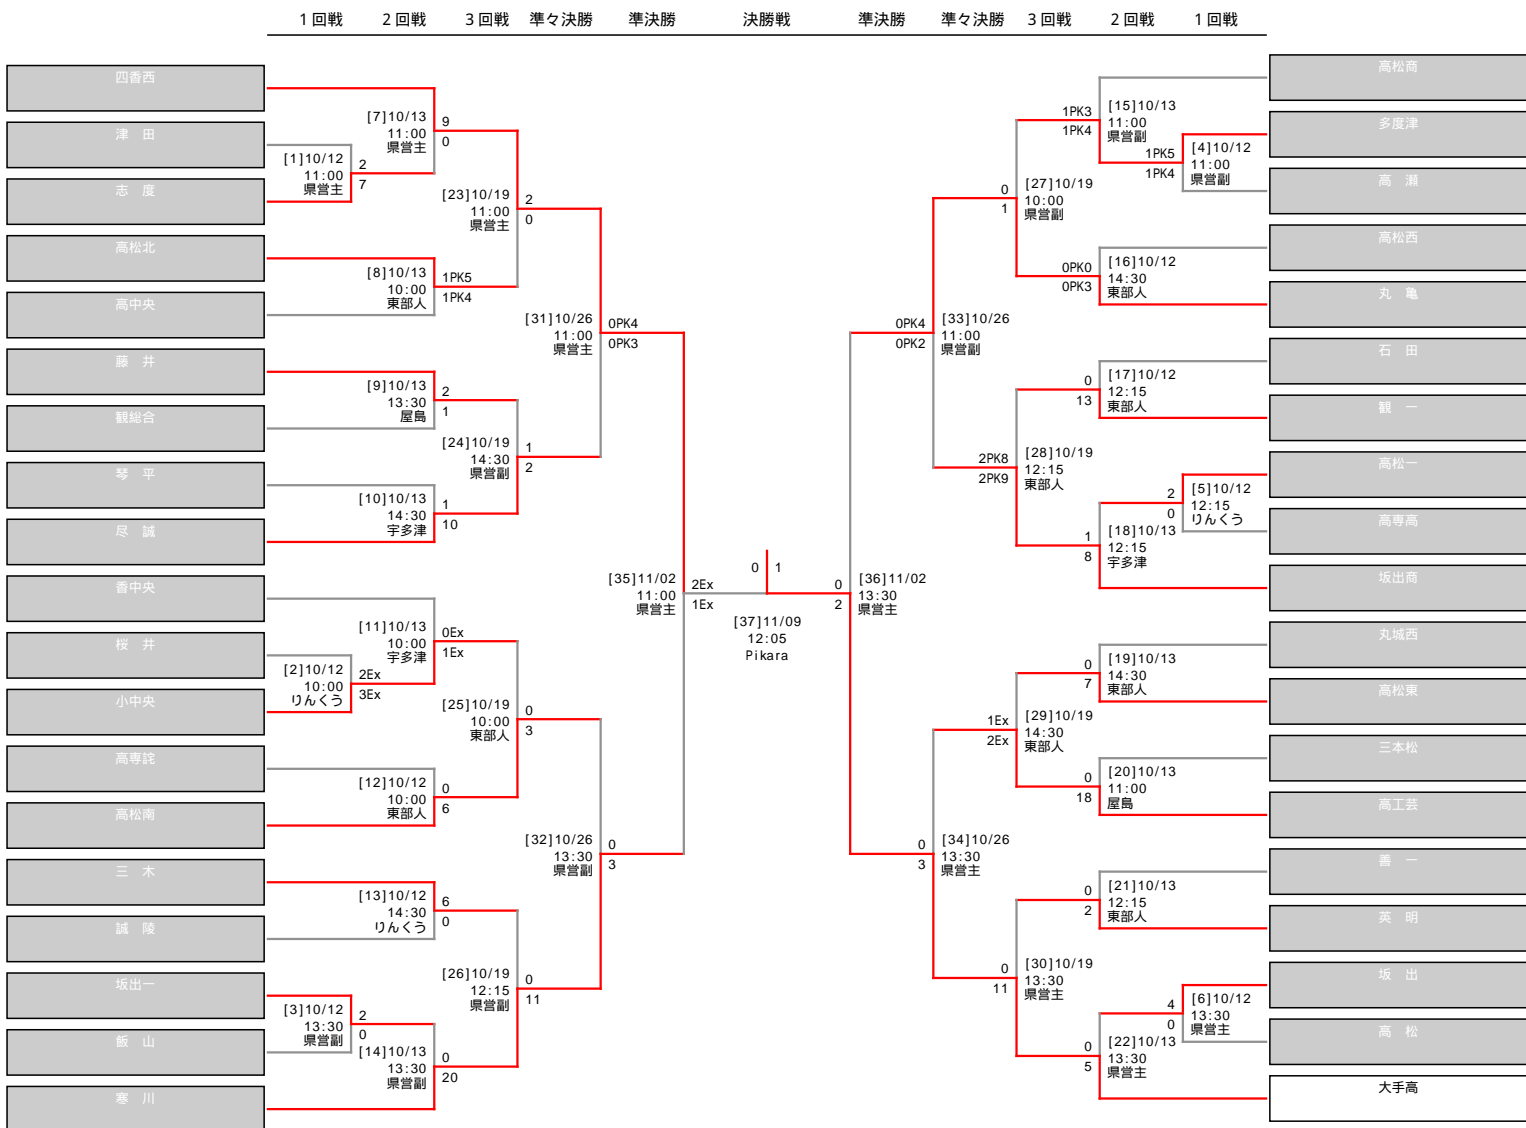 1回戦 2回戦 3回戦 準々決勝 準決勝 決勝戦 準決勝 準々決勝 3回戦 2回戦 1回戦
四香西
津 田
志 度
高松北
高中央
藤 井
観総合
琴 平
尽 誠
香中央
桜 井
小中央
高専詫
高松南
三 木
誠 陵
坂出一
飯 山
寒 川
[1]10/12
11:00
県営主
2
7
[2]10/12
10:00
りんくう
2Ex
3Ex
[3]10/12
13:30
県営副
2
0
[7]10/13
11:00
県営主
9
0
[8]10/13
10:00
東部人
1PK5
1PK4
[9]10/13
13:30
屋島
2
1
[10]10/13
14:30
宇多津
1
10
[11]10/13
10:00
宇多津
0Ex
1Ex
[12]10/12
10:00
東部人
0
6
[13]10/12
14:30
りんくう
6
0
[14]10/13
13:30
県営副
0
20
[23]10/19
11:00
県営主
2
0
[24]10/19
14:30
県営副
1
2
[25]10/19
10:00
東部人
0
3
[26]10/19
12:15
県営副
0
11
[31]10/26
11:00
県営主
0PK4
0PK3
[32]10/26
13:30
県営副
0
3
[35]11/02
11:00
県営主
2Ex
1Ex
0 1
[37]11/09
12:05
Pikara
0
2
[36]11/02
13:30
県営主
0PK4
0PK2
[33]10/26
11:00
県営副
0
3
[34]10/26
13:30
県営主
0
1
[27]10/19
10:00
県営副
2PK8
2PK9
[28]10/19
12:15
東部人
1Ex
2Ex
[29]10/19
14:30
東部人
0
11
[30]10/19
13:30
県営主
1PK3
1PK4
[15]10/13
11:00
県営副
0PK0
0PK3
[16]10/12
14:30
東部人
0
13
[17]10/12
12:15
東部人
1
8
[18]10/13
12:15
宇多津
0
7
[19]10/13
14:30
東部人
0
18
[20]10/13
11:00
屋島
0
2
[21]10/13
12:15
東部人
0
5
[22]10/13
13:30
県営主
1PK5
1PK4
[4]10/12
11:00
県営副
2
0
[5]10/12
12:15
りんくう
4
0
[6]10/12
13:30
県営主
高松商
多度津
高 瀬
高松西
丸 亀
石 田
観 一
高松一
高専高
坂出商
丸城西
高松東
三本松
高工芸
善 一
英 明
坂 出
高 松
大手高